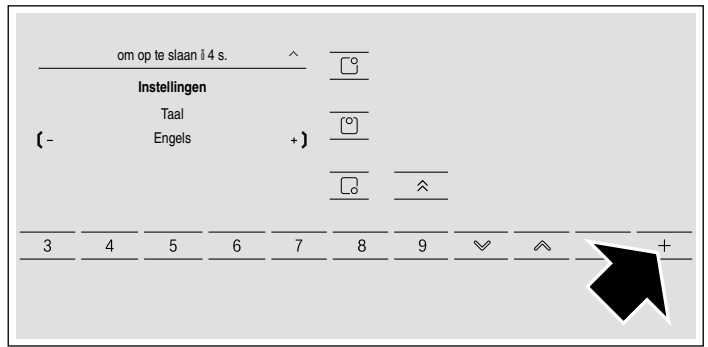 om op te slaan i 4 s.
Instellingen
Taal
- Engels +
3 4 5 6 7 8 9 +